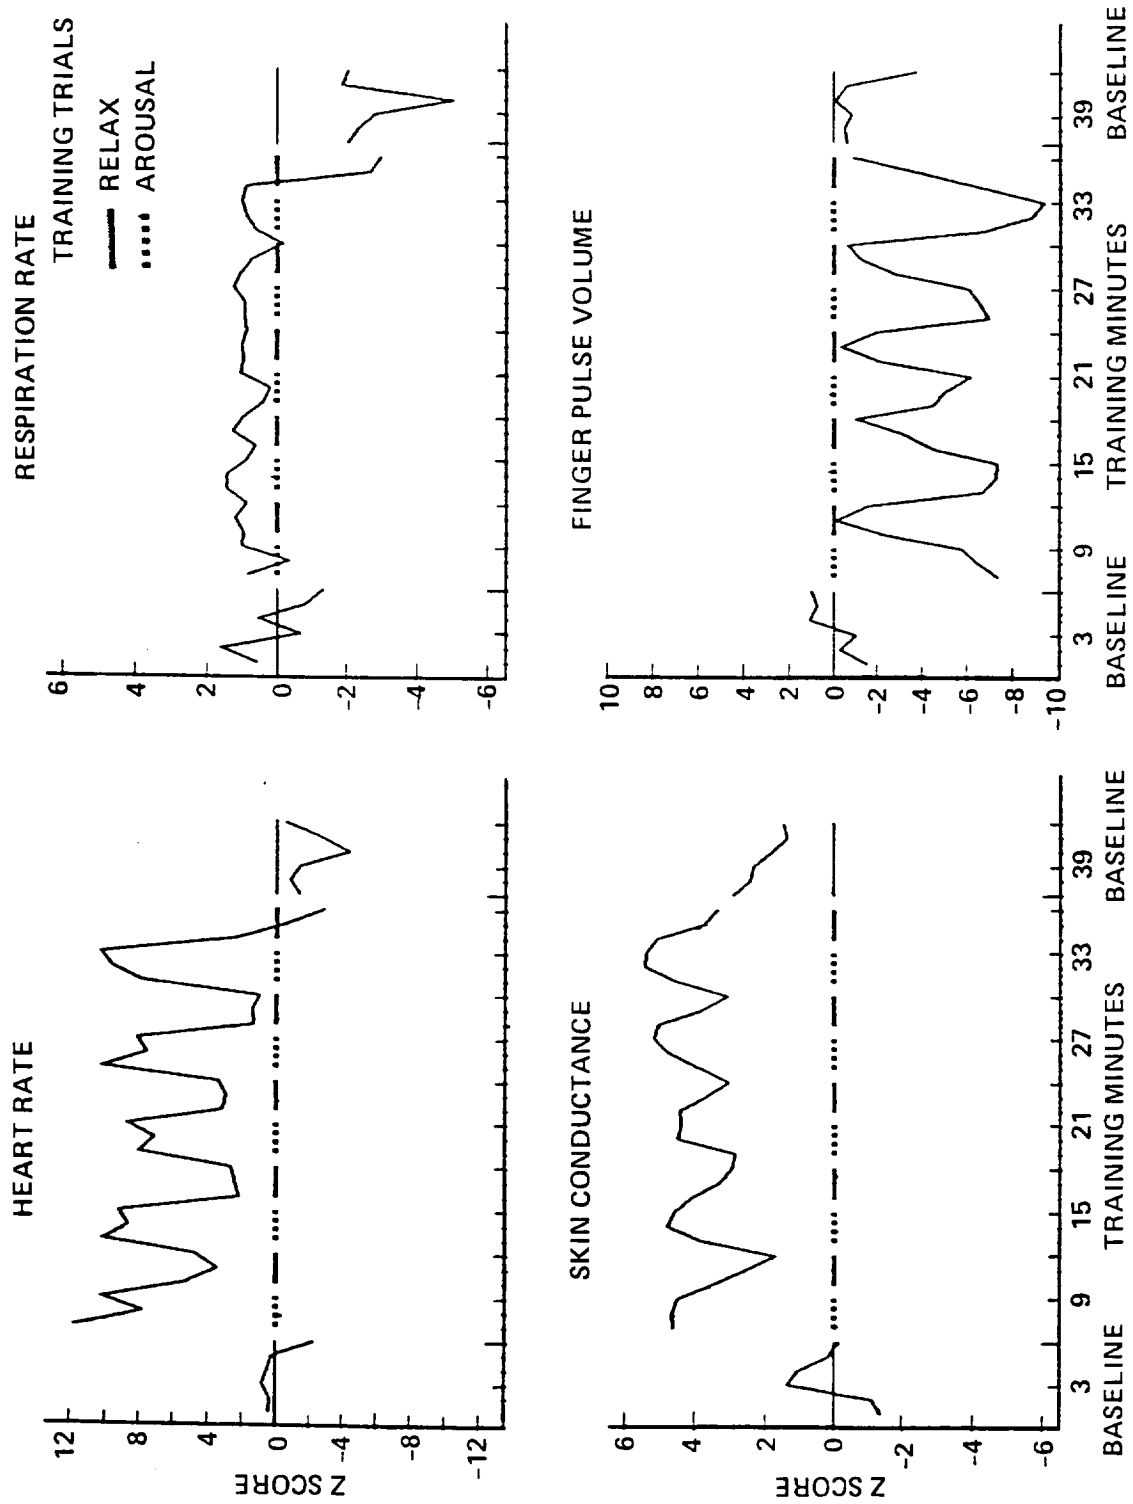 HEART RATE
12
8
4
0
-4
-12
Z SCORE
RESPIRATION RATE
6
4
2
0
-2
-4
-6
TRAINING TRIALS
RELAX
AROUSAL
SKIN CONDUCTANCE
6
4
2
0
-2
-4
-6
Z SCORE
3 9 15 21 27 33 39
BASELINE TRAINING MINUTES BASELINE
FINGER PULSE VOLUME
10
8
6
4
2
0
-2
-4
-6
-8
-10
3 9 15 21 27 33 39
BASELINE TRAINING MINUTES BASELINE